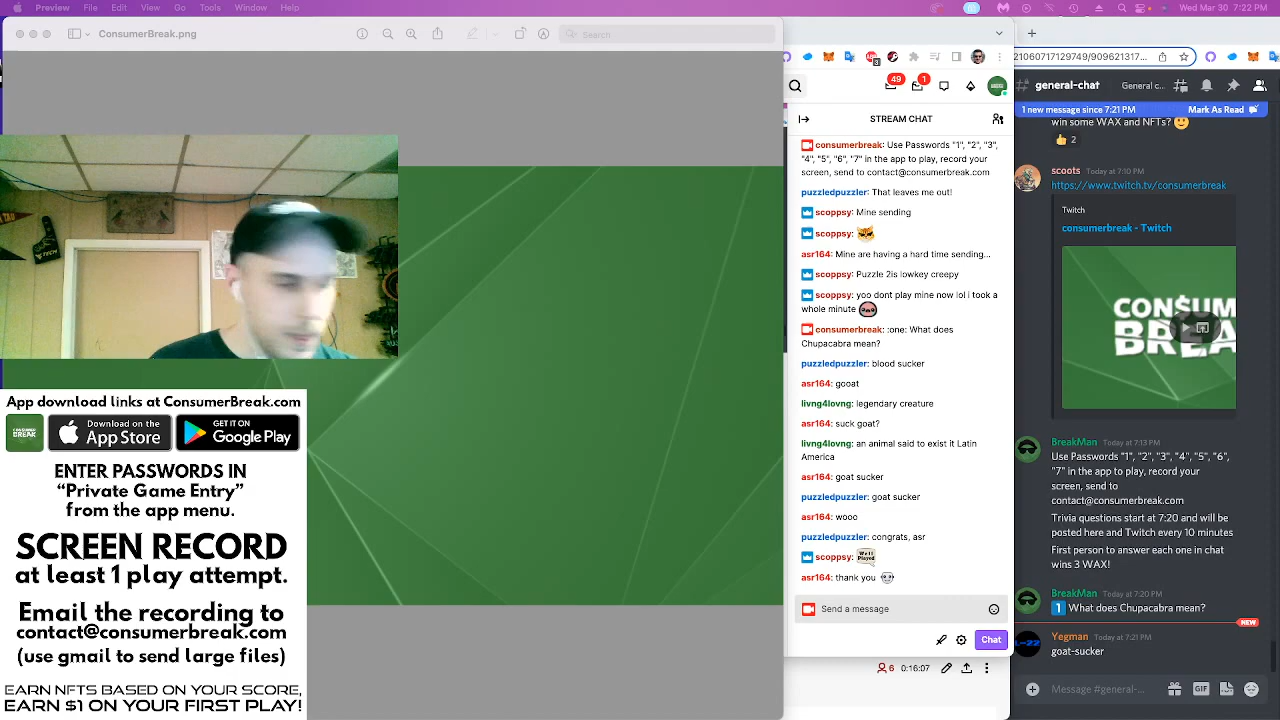 Preview File Edit View Go Tools Window Help
Wed Mar 30 7:22 PM
ConsumerBreak.png
Search
21060717129749/909621317...
49
1
STREAM CHAT
consumerbreak: Use Passwords "1", "2", "3",
"4", "5", "6", "7" in the app to play, record your
screen, send to contact@consumerbreak.com
puzzledpuzzler: That leaves me out!
scoppsy: Mine sending
scoppsy:
asr164: Mine are having a hard time sending...
scoppsy: Puzzle 2is lowkey creepy
scoppsy: yoo dont play mine now lol i took a
whole minute
consumerbreak: :one: What does
Chupacabra mean?
puzzledpuzzler: blood sucker
asr164: gooat
livng4lovng: legendary creature
asr164: suck goat?
livng4lovng: an animal said to exist it Latin
America
asr164: goat sucker
puzzledpuzzler: goat sucker
asr164: wooo
puzzledpuzzler: congrats, asr
scoppsy: Well Played
asr164: thank you
Send a message
Chat
6 0:16:07
general-chat General c...
1 new message since 7:21 PM Mark As Read
win some WAX and NFTs?
2
scoots Today at 7:10 PM
https://www.twitch.tv/consumerbreak
Twitch
consumerbreak - Twitch
BreakMan Today at 7:13 PM
Use Passwords "1", "2", "3", "4", "5", "6",
"7" in the app to play, record your
screen, send to
contact@consumerbreak.com
Trivia questions start at 7:20 and will be
posted here and Twitch every 10 minutes
First person to answer each one in chat
wins 3 WAX!
BreakMan Today at 7:20 PM
1 What does Chupacabra mean?
NEW
Yegman Today at 7:21 PM
goat-sucker
Message #general-...
GIF
App download links at ConsumerBreak.com
CONSUMER BREAK
Download on the App Store
GET IT ON Google Play
ENTER PASSWORDS IN
“Private Game Entry”
from the app menu.
SCREEN RECORD
at least 1 play attempt.
Email the recording to
contact@consumerbreak.com
(use gmail to send large files)
EARN NFTS BASED ON YOUR SCORE,
EARN $1 ON YOUR FIRST PLAY!